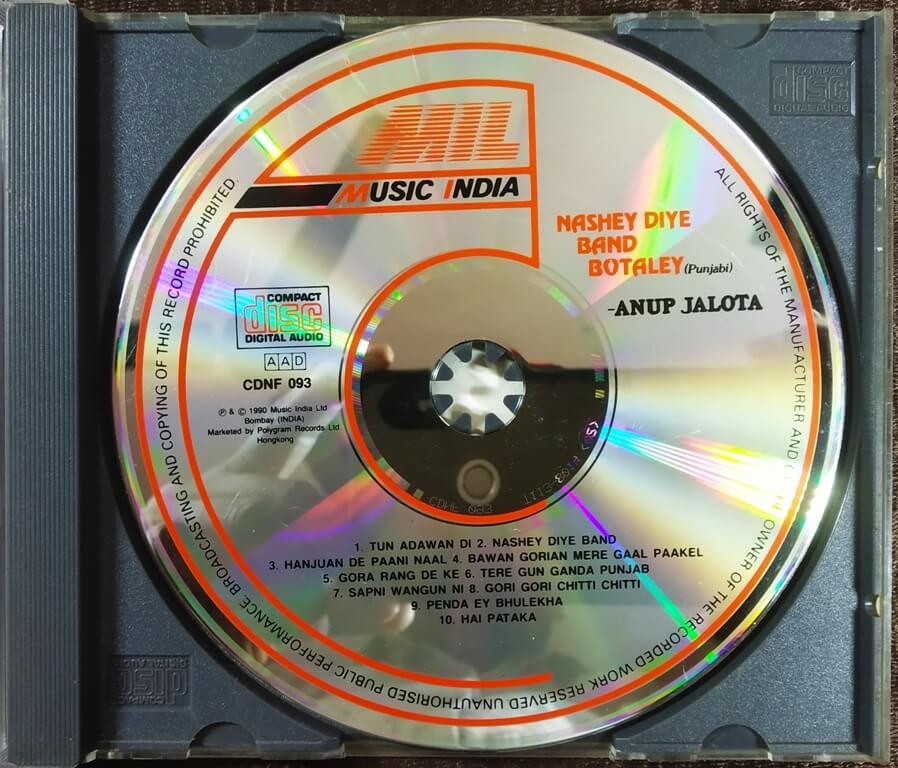 MIL
MUSIC INDIA
NASHEY DIYE
BAND
BOTALEY (Punjabi)
-ANUP JALOTA
COMPACT
disc
DIGITAL AUDIO
AAD
CDNF 093
℗ & © 1990 Music India Ltd
Bombay (INDIA)
Marketed by Polygram Records Ltd
Hongkong
1. TUN ADAWAN DI 2. NASHEY DIYE BAND
3. HANJUAN DE PAANI NAAL 4. BAWAN GORIAN MERE GAAL PAAKEL
5. GORA RANG DE KE 6. TERE GUN GANDA PUNJAB
7. SAPNI WANGUN NI 8. GORI GORI CHITTI CHITTI
9. PENDA EY BHULEKHA
10. HAI PATAKA
ALL RIGHTS OF THE MANUFACTURER AND OWNER OF THE RECORDED WORK RESERVED. UNAUTHORISED PUBLIC PERFORMANCE, BROADCASTING AND COPYING OF THIS RECORD PROHIBITED.
COMPACT
disc
DIGITAL AUDIO
COMPACT
disc
DIGITAL AUDIO